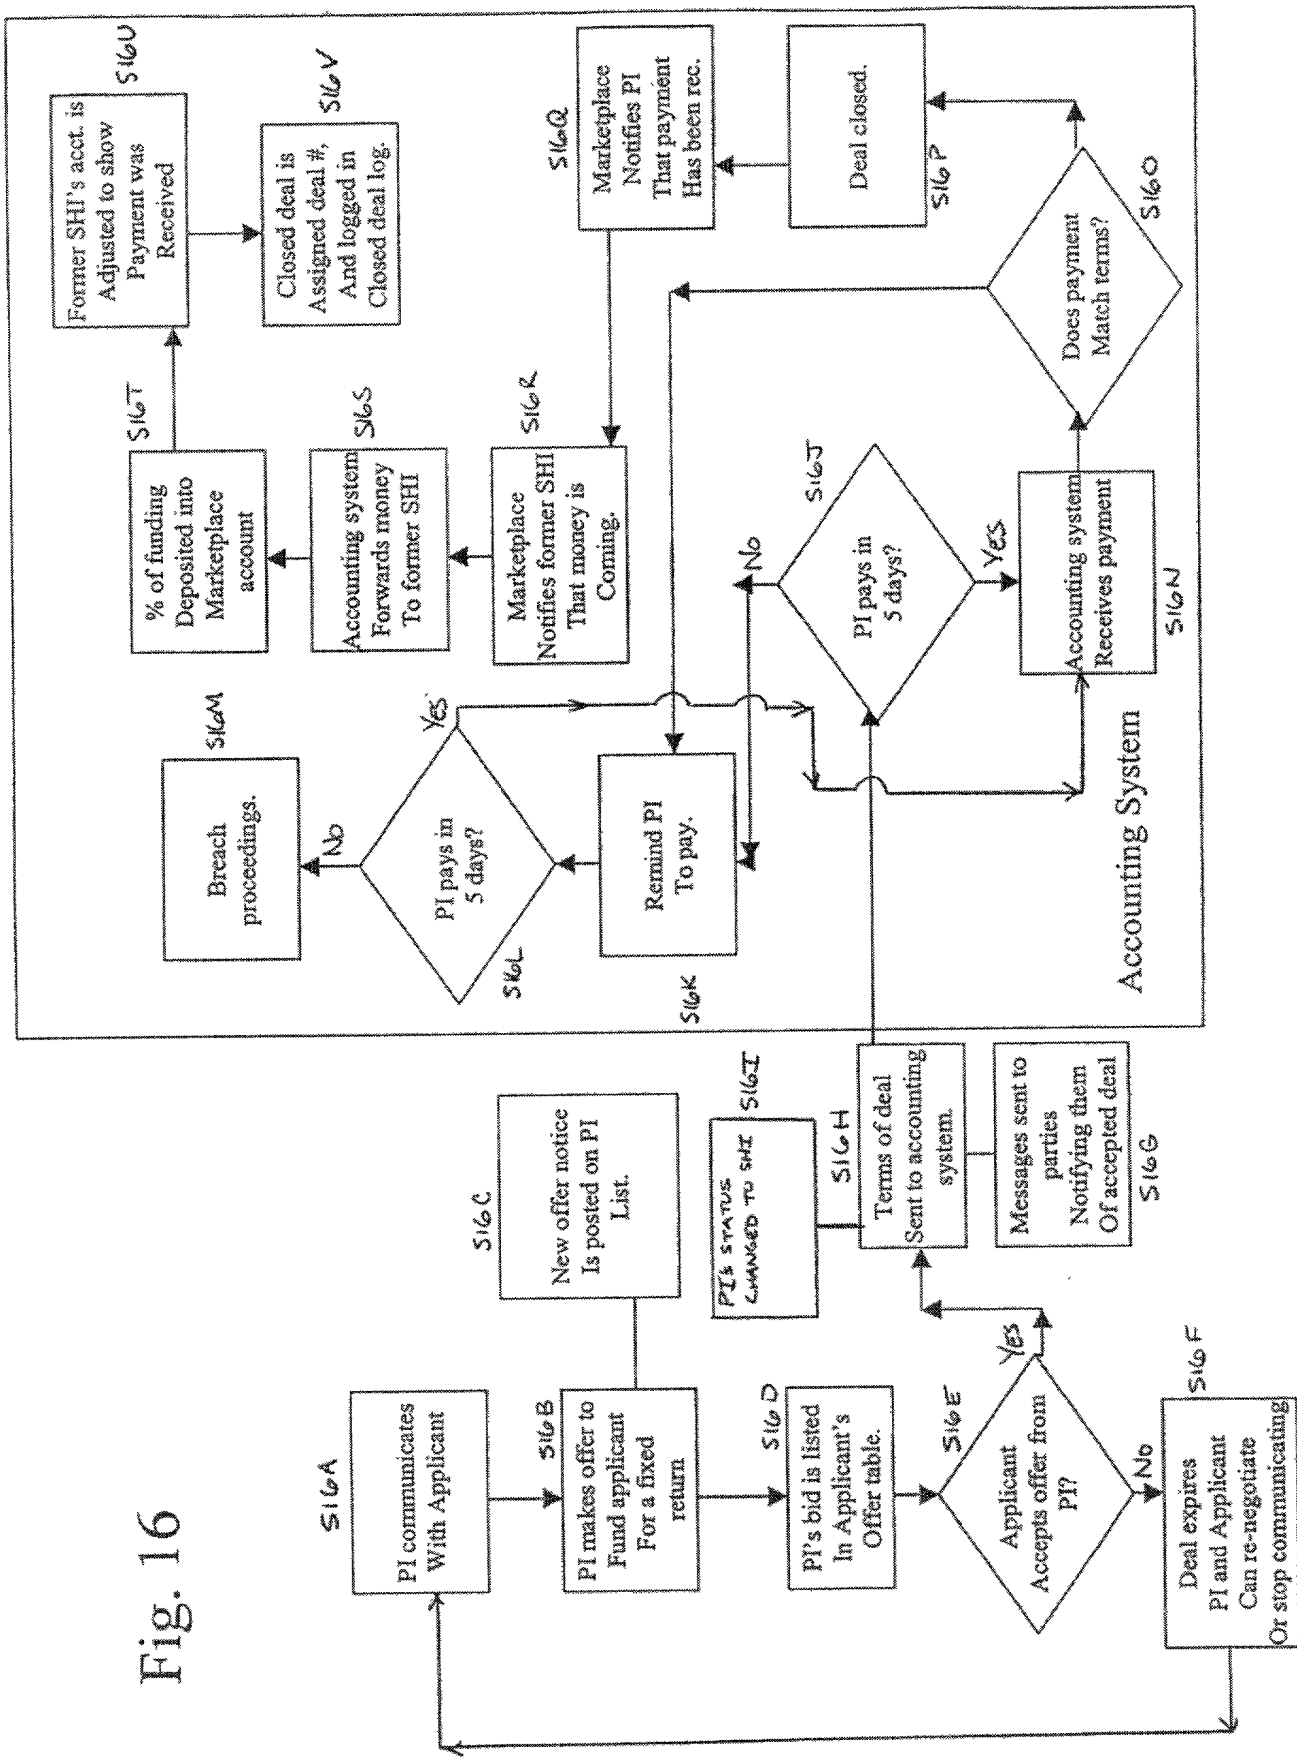 Fig. 16
S16A
PI communicates
With Applicant
S16B
PI makes offer to
Fund applicant
For a fixed
return
S16C
New offer notice
Is posted on PI
List.
S16D
PI's bid is listed
In Applicant's
Offer table.
S16E
Applicant
Accepts offer from
PI?
Yes
No
S16F
Deal expires
PI and Applicant
Can re-negotiate
Or stop communicating
S16I
PI'S STATUS
CHANGED TO SHI
S16H
Terms of deal
Sent to accounting
system.
Messages sent to
parties
Notifying them
Of accepted deal
S16G
S16M
Breach
proceedings.
No
PI pays in
5 days?
Yes
S16L
Remind PI
To pay.
S16K
S16J
PI pays in
5 days?
No
Yes
Accounting system
Receives payment
S16N
Does payment
Match terms?
S16O
Deal closed.
S16P
S16Q
Marketplace
Notifies PI
That payment
Has been rec.
S16R
Marketplace
Notifies former SHI
That money is
Coming.
S16S
Accounting system
Forwards money
To former SHI
S16T
% of funding
Deposited into
Marketplace
account
S16U
Former SHI's acct. is
Adjusted to show
Payment was
Received
S16V
Closed deal is
Assigned deal #,
And logged in
Closed deal log.
Accounting System